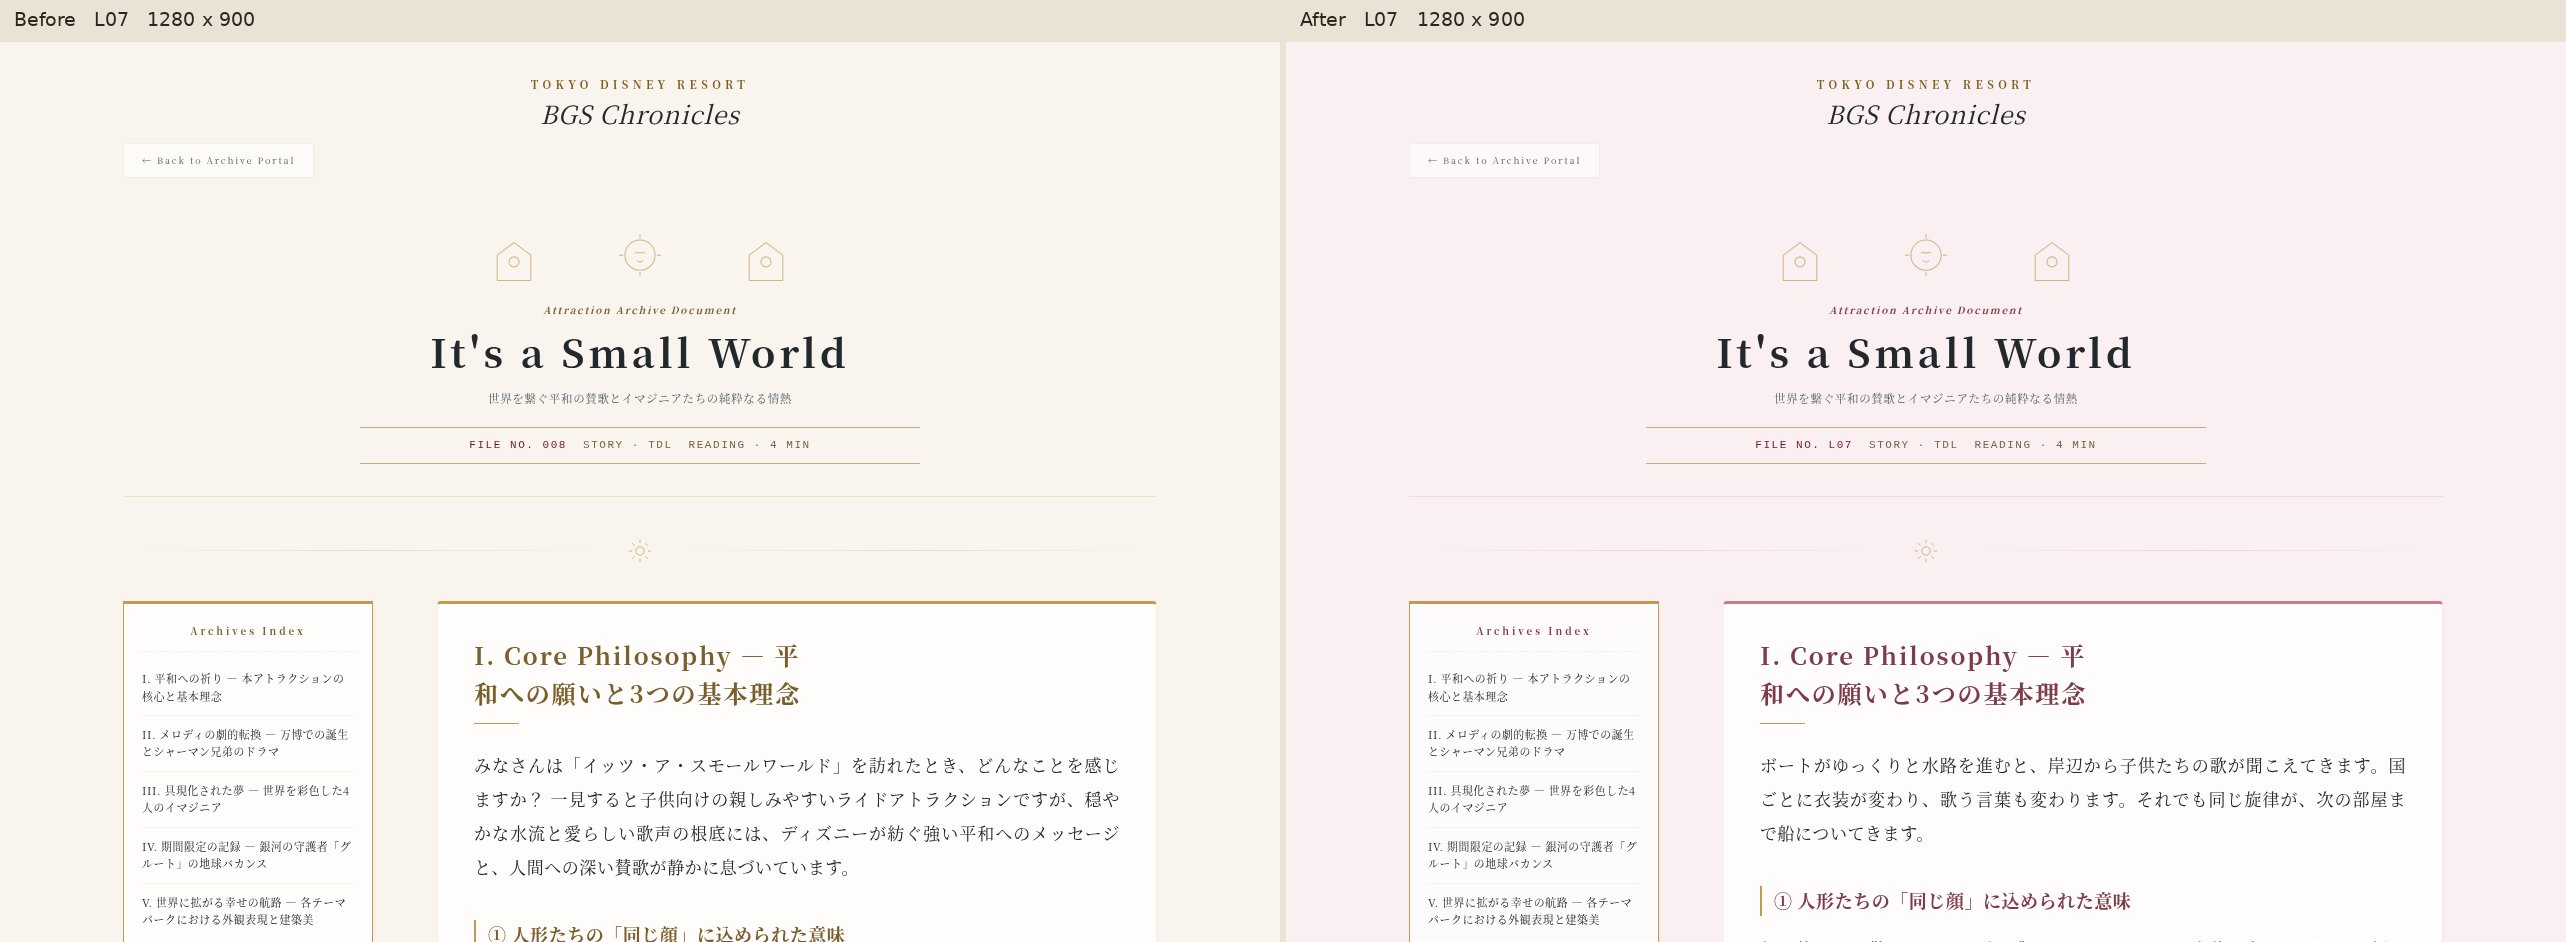 Before L07 1280 x 900
TOKYO DISNEY RESORT
BGS Chronicles
← Back to Archive Portal
Attraction Archive Document
It's a Small World
世界を繋ぐ平和の賛歌とイマジニアたちの純粋なる情熱
FILE NO. 008 STORY · TDL READING · 4 MIN
Archives Index
I. 平和への祈り — 本アトラクションの
核心と基本理念
II. メロディの劇的転換 — 万博での誕生
とシャーマン兄弟のドラマ
III. 具現化された夢 — 世界を彩色した4
人のイマジニア
IV. 期間限定の記録 — 銀河の守護者「グ
ルート」の地球バカンス
V. 世界に拡がる幸せの航路 — 各テーマ
パークにおける外観表現と建築美
I. Core Philosophy — 平
和への願いと3つの基本理念
みなさんは「イッツ・ア・スモールワールド」を訪れたとき、どんなことを感じ
ますか？ 一見すると子供向けの親しみやすいライドアトラクションですが、穏や
かな水流と愛らしい歌声の根底には、ディズニーが紡ぐ強い平和へのメッセージ
と、人間への深い賛歌が静かに息づいています。
① 人形たちの「同じ顔」に込められた意味
After L07 1280 x 900
TOKYO DISNEY RESORT
BGS Chronicles
← Back to Archive Portal
Attraction Archive Document
It's a Small World
世界を繋ぐ平和の賛歌とイマジニアたちの純粋なる情熱
FILE NO. L07 STORY · TDL READING · 4 MIN
Archives Index
I. 平和への祈り — 本アトラクションの
核心と基本理念
II. メロディの劇的転換 — 万博での誕生
とシャーマン兄弟のドラマ
III. 具現化された夢 — 世界を彩色した4
人のイマジニア
IV. 期間限定の記録 — 銀河の守護者「グ
ルート」の地球バカンス
V. 世界に拡がる幸せの航路 — 各テーマ
パークにおける外観表現と建築美
I. Core Philosophy — 平
和への願いと3つの基本理念
ボートがゆっくりと水路を進むと、岸辺から子供たちの歌が聞こえてきます。国
ごとに衣装が変わり、歌う言葉も変わります。それでも同じ旋律が、次の部屋ま
で船についてきます。
① 人形たちの「同じ顔」に込められた意味